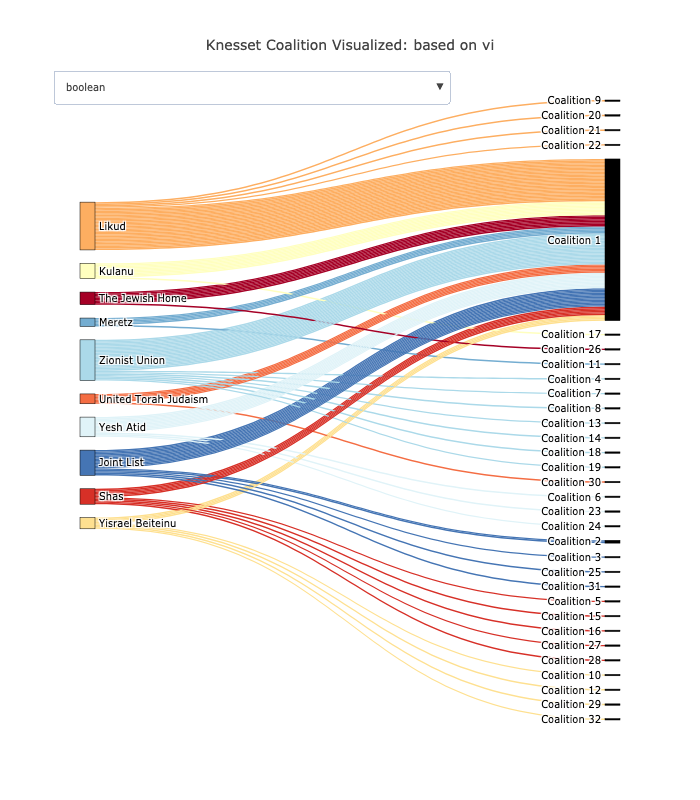 Knesset Coalition Visualized: based on vi
boolean
▼
Likud
Kulanu
The Jewish Home
Meretz
Zionist Union
United Torah Judaism
Yesh Atid
Joint List
Shas
Yisrael Beiteinu
Coalition 9
Coalition 20
Coalition 21
Coalition 22
Coalition 1
Coalition 17
Coalition 26
Coalition 11
Coalition 4
Coalition 7
Coalition 8
Coalition 13
Coalition 14
Coalition 18
Coalition 19
Coalition 30
Coalition 6
Coalition 23
Coalition 24
Coalition 2
Coalition 3
Coalition 25
Coalition 31
Coalition 5
Coalition 15
Coalition 16
Coalition 27
Coalition 28
Coalition 10
Coalition 12
Coalition 29
Coalition 32